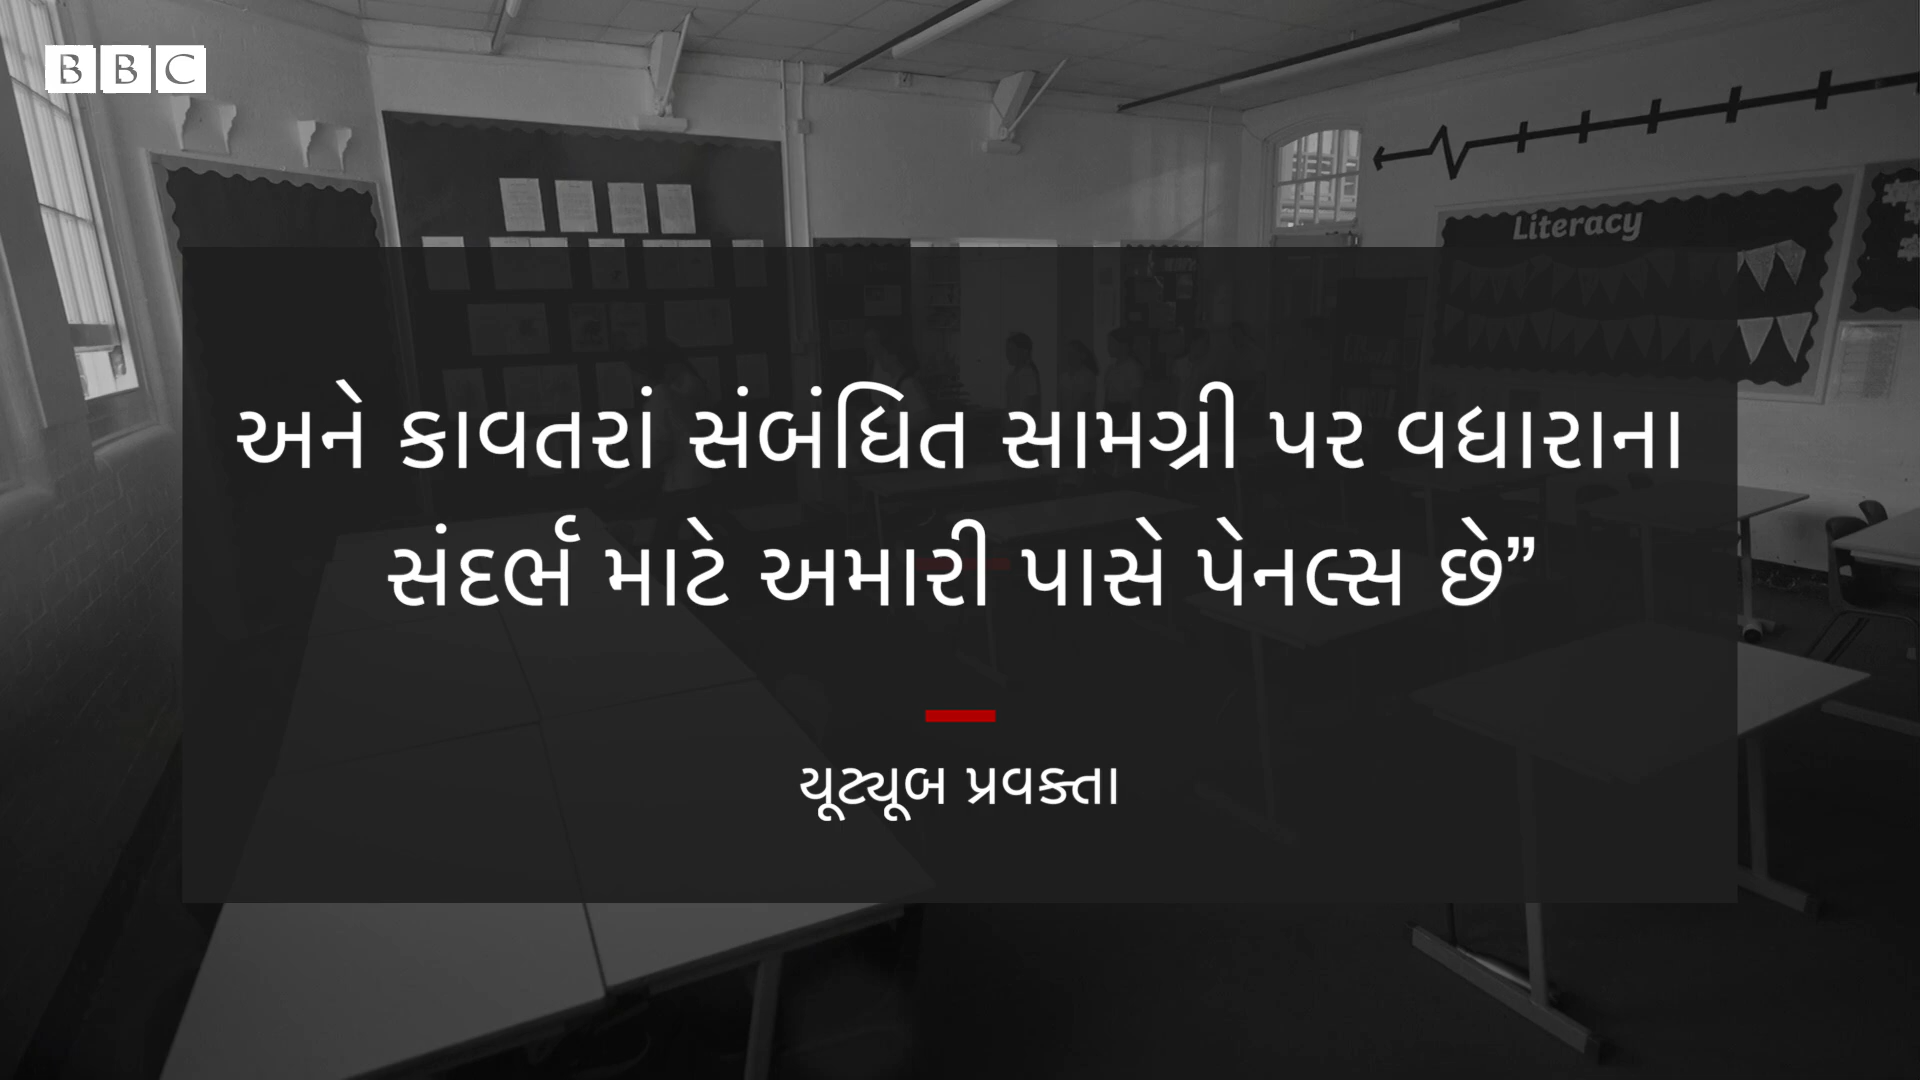 BBC
Literacy
અને કાવતરાં સંબંધિત સામગ્રી પર વધારાના
સંદર્ભ માટે અમારી પાસે પેનલ્સ છે”
યૂટ્યૂબ પ્રવક્તા